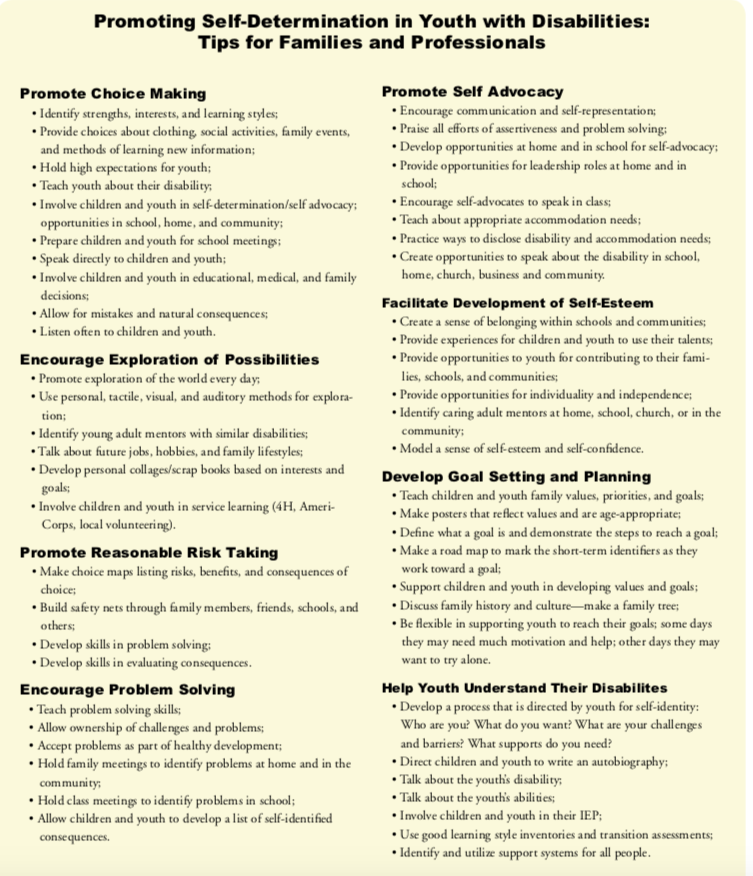 Promoting Self-Determination in Youth with Disabilities:
Tips for Families and Professionals
Promote Choice Making
• Identify strengths, interests, and learning styles;
• Provide choices about clothing, social activities, family events,
and methods of learning new information;
• Hold high expectations for youth;
• Teach youth about their disability;
• Involve children and youth in self-determination/self advocacy;
opportunities in school, home, and community;
• Prepare children and youth for school meetings;
• Speak directly to children and youth;
• Involve children and youth in educational, medical, and family
decisions;
• Allow for mistakes and natural consequences;
• Listen often to children and youth.
Encourage Exploration of Possibilities
• Promote exploration of the world every day;
• Use personal, tactile, visual, and auditory methods for explora-
tion;
• Identify young adult mentors with similar disabilities;
• Talk about future jobs, hobbies, and family lifestyles;
• Develop personal collages/scrap books based on interests and
goals;
• Involve children and youth in service learning (4H, Ameri-
Corps, local volunteering).
Promote Reasonable Risk Taking
• Make choice maps listing risks, benefits, and consequences of
choice;
• Build safety nets through family members, friends, schools, and
others;
• Develop skills in problem solving;
• Develop skills in evaluating consequences.
Encourage Problem Solving
• Teach problem solving skills;
• Allow ownership of challenges and problems;
• Accept problems as part of healthy development;
• Hold family meetings to identify problems at home and in the
community;
• Hold class meetings to identify problems in school;
• Allow children and youth to develop a list of self-identified
consequences.
Promote Self Advocacy
• Encourage communication and self-representation;
• Praise all efforts of assertiveness and problem solving;
• Develop opportunities at home and in school for self-advocacy;
• Provide opportunities for leadership roles at home and in
school;
• Encourage self-advocates to speak in class;
• Teach about appropriate accommodation needs;
• Practice ways to disclose disability and accommodation needs;
• Create opportunities to speak about the disability in school,
home, church, business and community.
Facilitate Development of Self-Esteem
• Create a sense of belonging within schools and communities;
• Provide experiences for children and youth to use their talents;
• Provide opportunities to youth for contributing to their fami-
lies, schools, and communities;
• Provide opportunities for individuality and independence;
• Identify caring adult mentors at home, school, church, or in the
community;
• Model a sense of self-esteem and self-confidence.
Develop Goal Setting and Planning
• Teach children and youth family values, priorities, and goals;
• Make posters that reflect values and are age-appropriate;
• Define what a goal is and demonstrate the steps to reach a goal;
• Make a road map to mark the short-term identifiers as they
work toward a goal;
• Support children and youth in developing values and goals;
• Discuss family history and culture—make a family tree;
• Be flexible in supporting youth to reach their goals; some days
they may need much motivation and help; other days they may
want to try alone.
Help Youth Understand Their Disabilites
• Develop a process that is directed by youth for self-identity:
Who are you? What do you want? What are your challenges
and barriers? What supports do you need?
• Direct children and youth to write an autobiography;
• Talk about the youth's disability;
• Talk about the youth's abilities;
• Involve children and youth in their IEP;
• Use good learning style inventories and transition assessments;
• Identify and utilize support systems for all people.